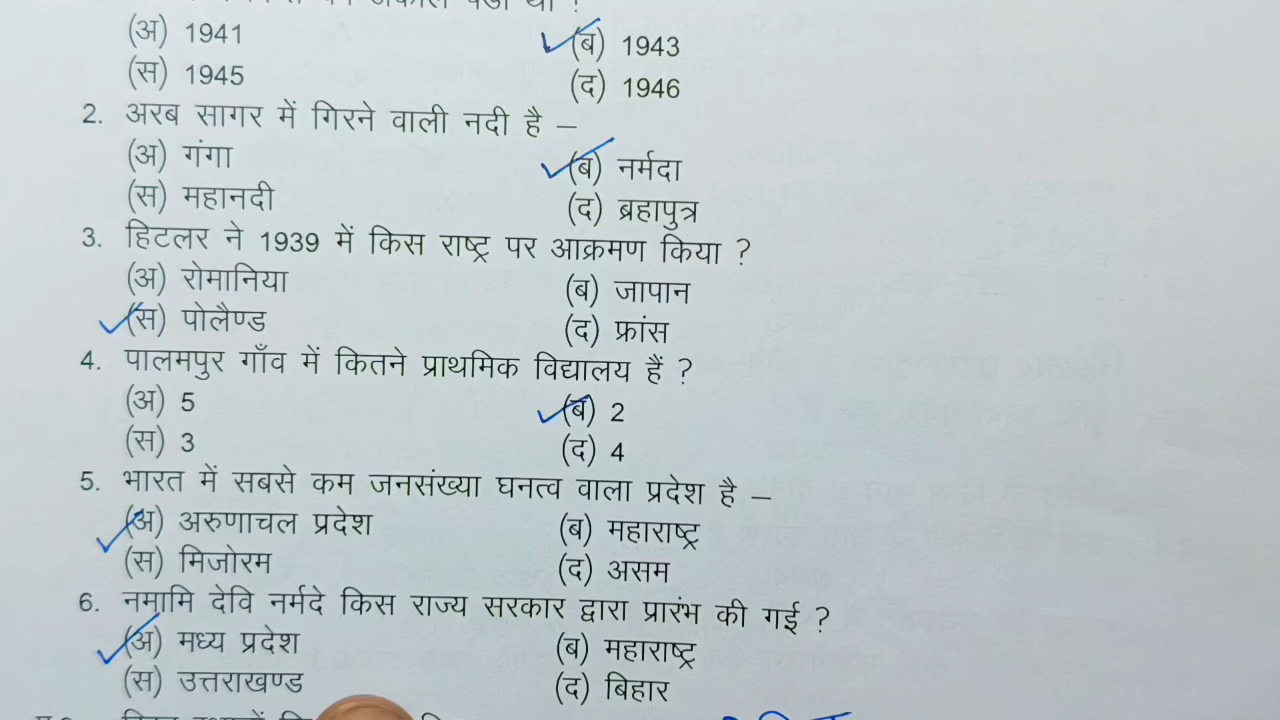 (अ) 1941 (ब) 1943
(स) 1945 (द) 1946
2. अरब सागर में गिरने वाली नदी है –
(अ) गंगा (ब) नर्मदा
(स) महानदी (द) ब्रहापुत्र
3. हिटलर ने 1939 में किस राष्ट्र पर आक्रमण किया ?
(अ) रोमानिया (ब) जापान
(स) पोलैण्ड (द) फ्रांस
4. पालमपुर गाँव में कितने प्राथमिक विद्यालय हैं ?
(अ) 5 (ब) 2
(स) 3 (द) 4
5. भारत में सबसे कम जनसंख्या घनत्व वाला प्रदेश है –
(अ) अरुणाचल प्रदेश (ब) महाराष्ट्र
(स) मिजोरम (द) असम
6. नमामि देवि नर्मदे किस राज्य सरकार द्वारा प्रारंभ की गई ?
(अ) मध्य प्रदेश (ब) महाराष्ट्र
(स) उत्तराखण्ड (द) बिहार